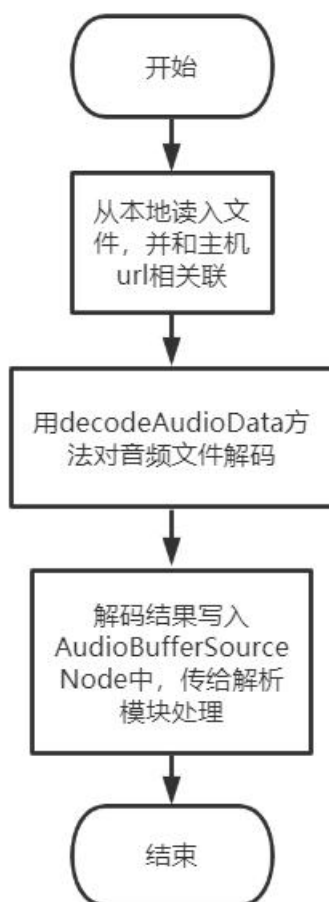 开始
从本地读入文
件，并和主机
url相关联
用decodeAudioData方
法对音频文件解码
解码结果写入
AudioBufferSource
Node中，传给解析
模块处理
结束